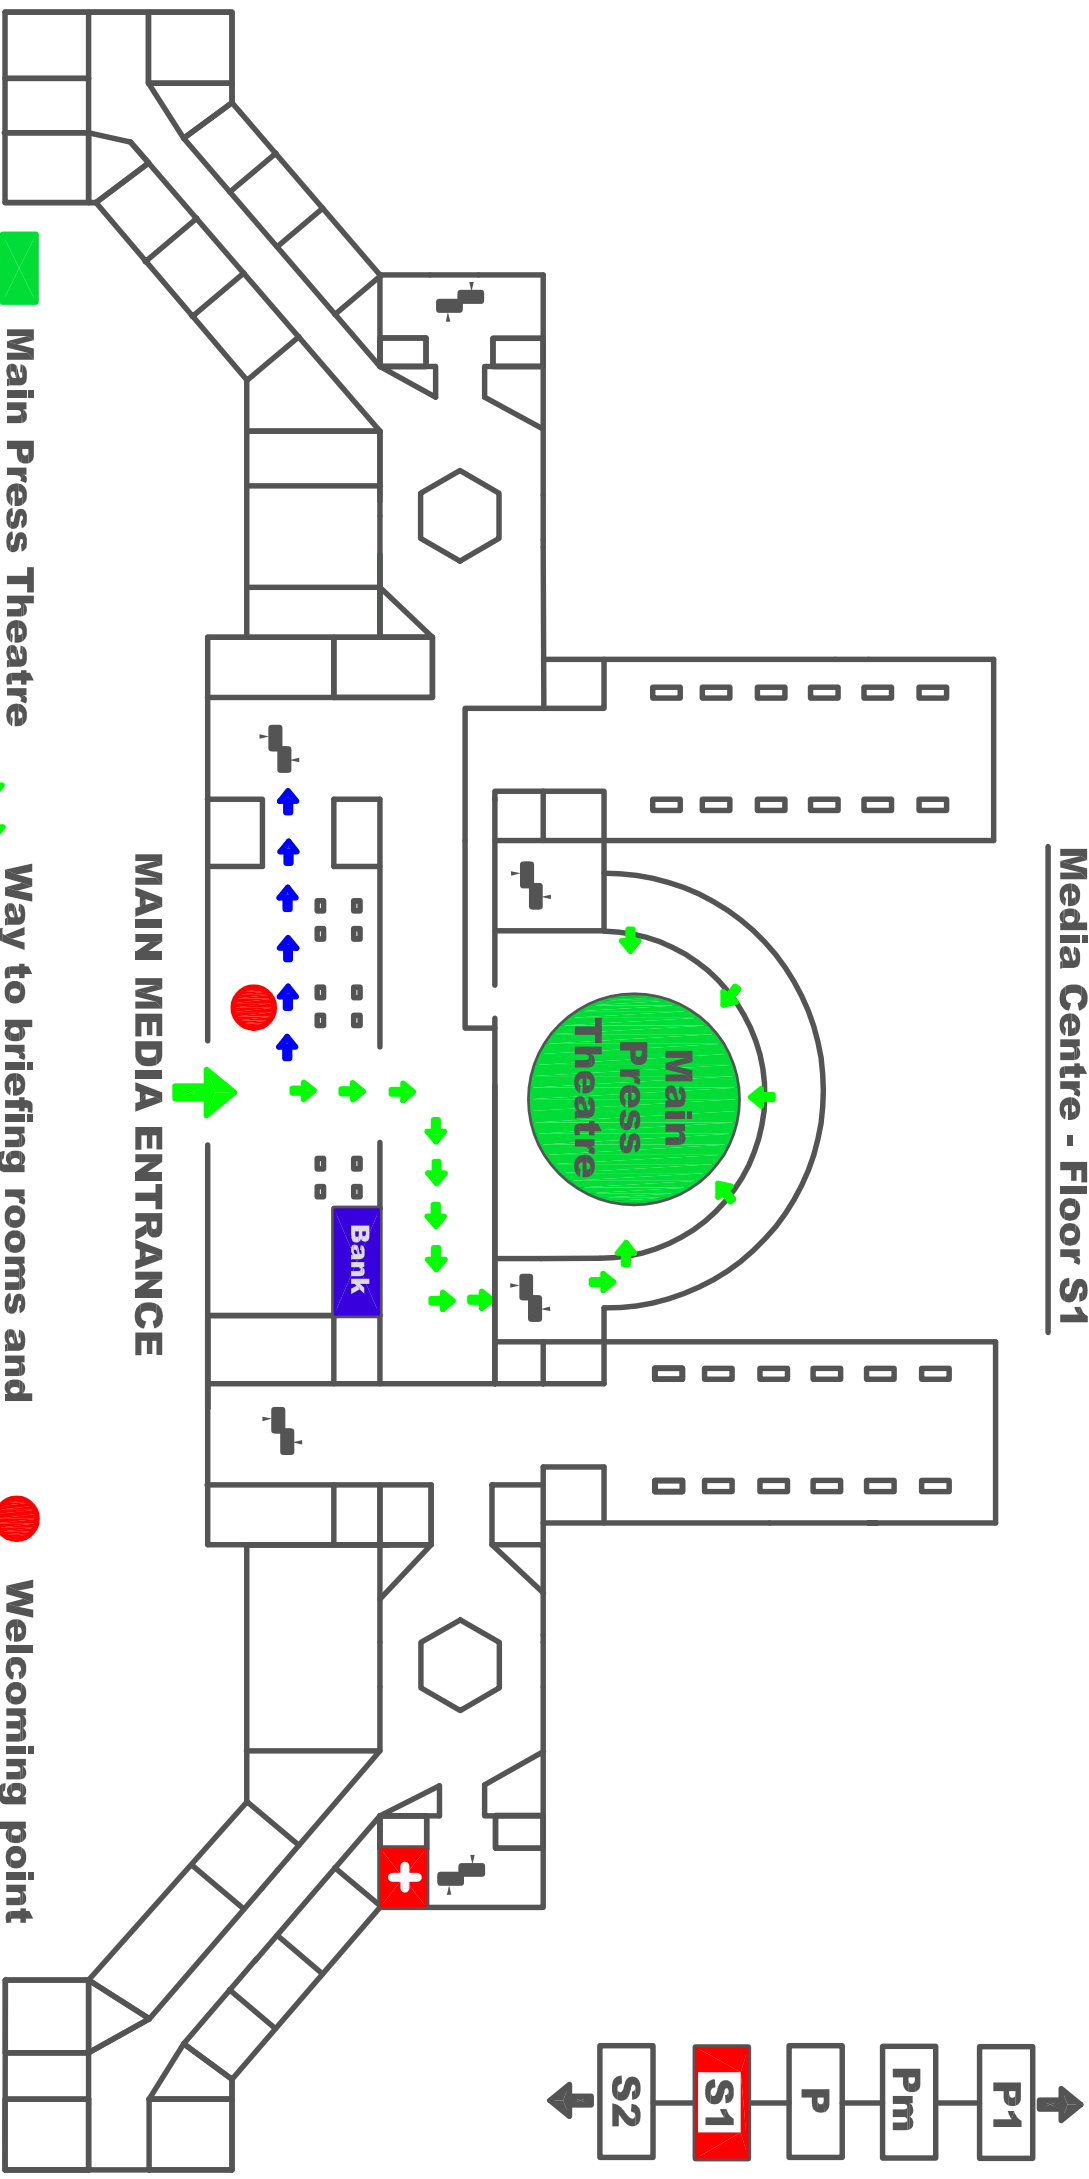 Media Centre - Floor S1
P1
Pm
P
S1
S2
Main
Press
Theatre
Bank
MAIN MEDIA ENTRANCE
Main Press Theatre
Way to briefing rooms and
Welcoming point